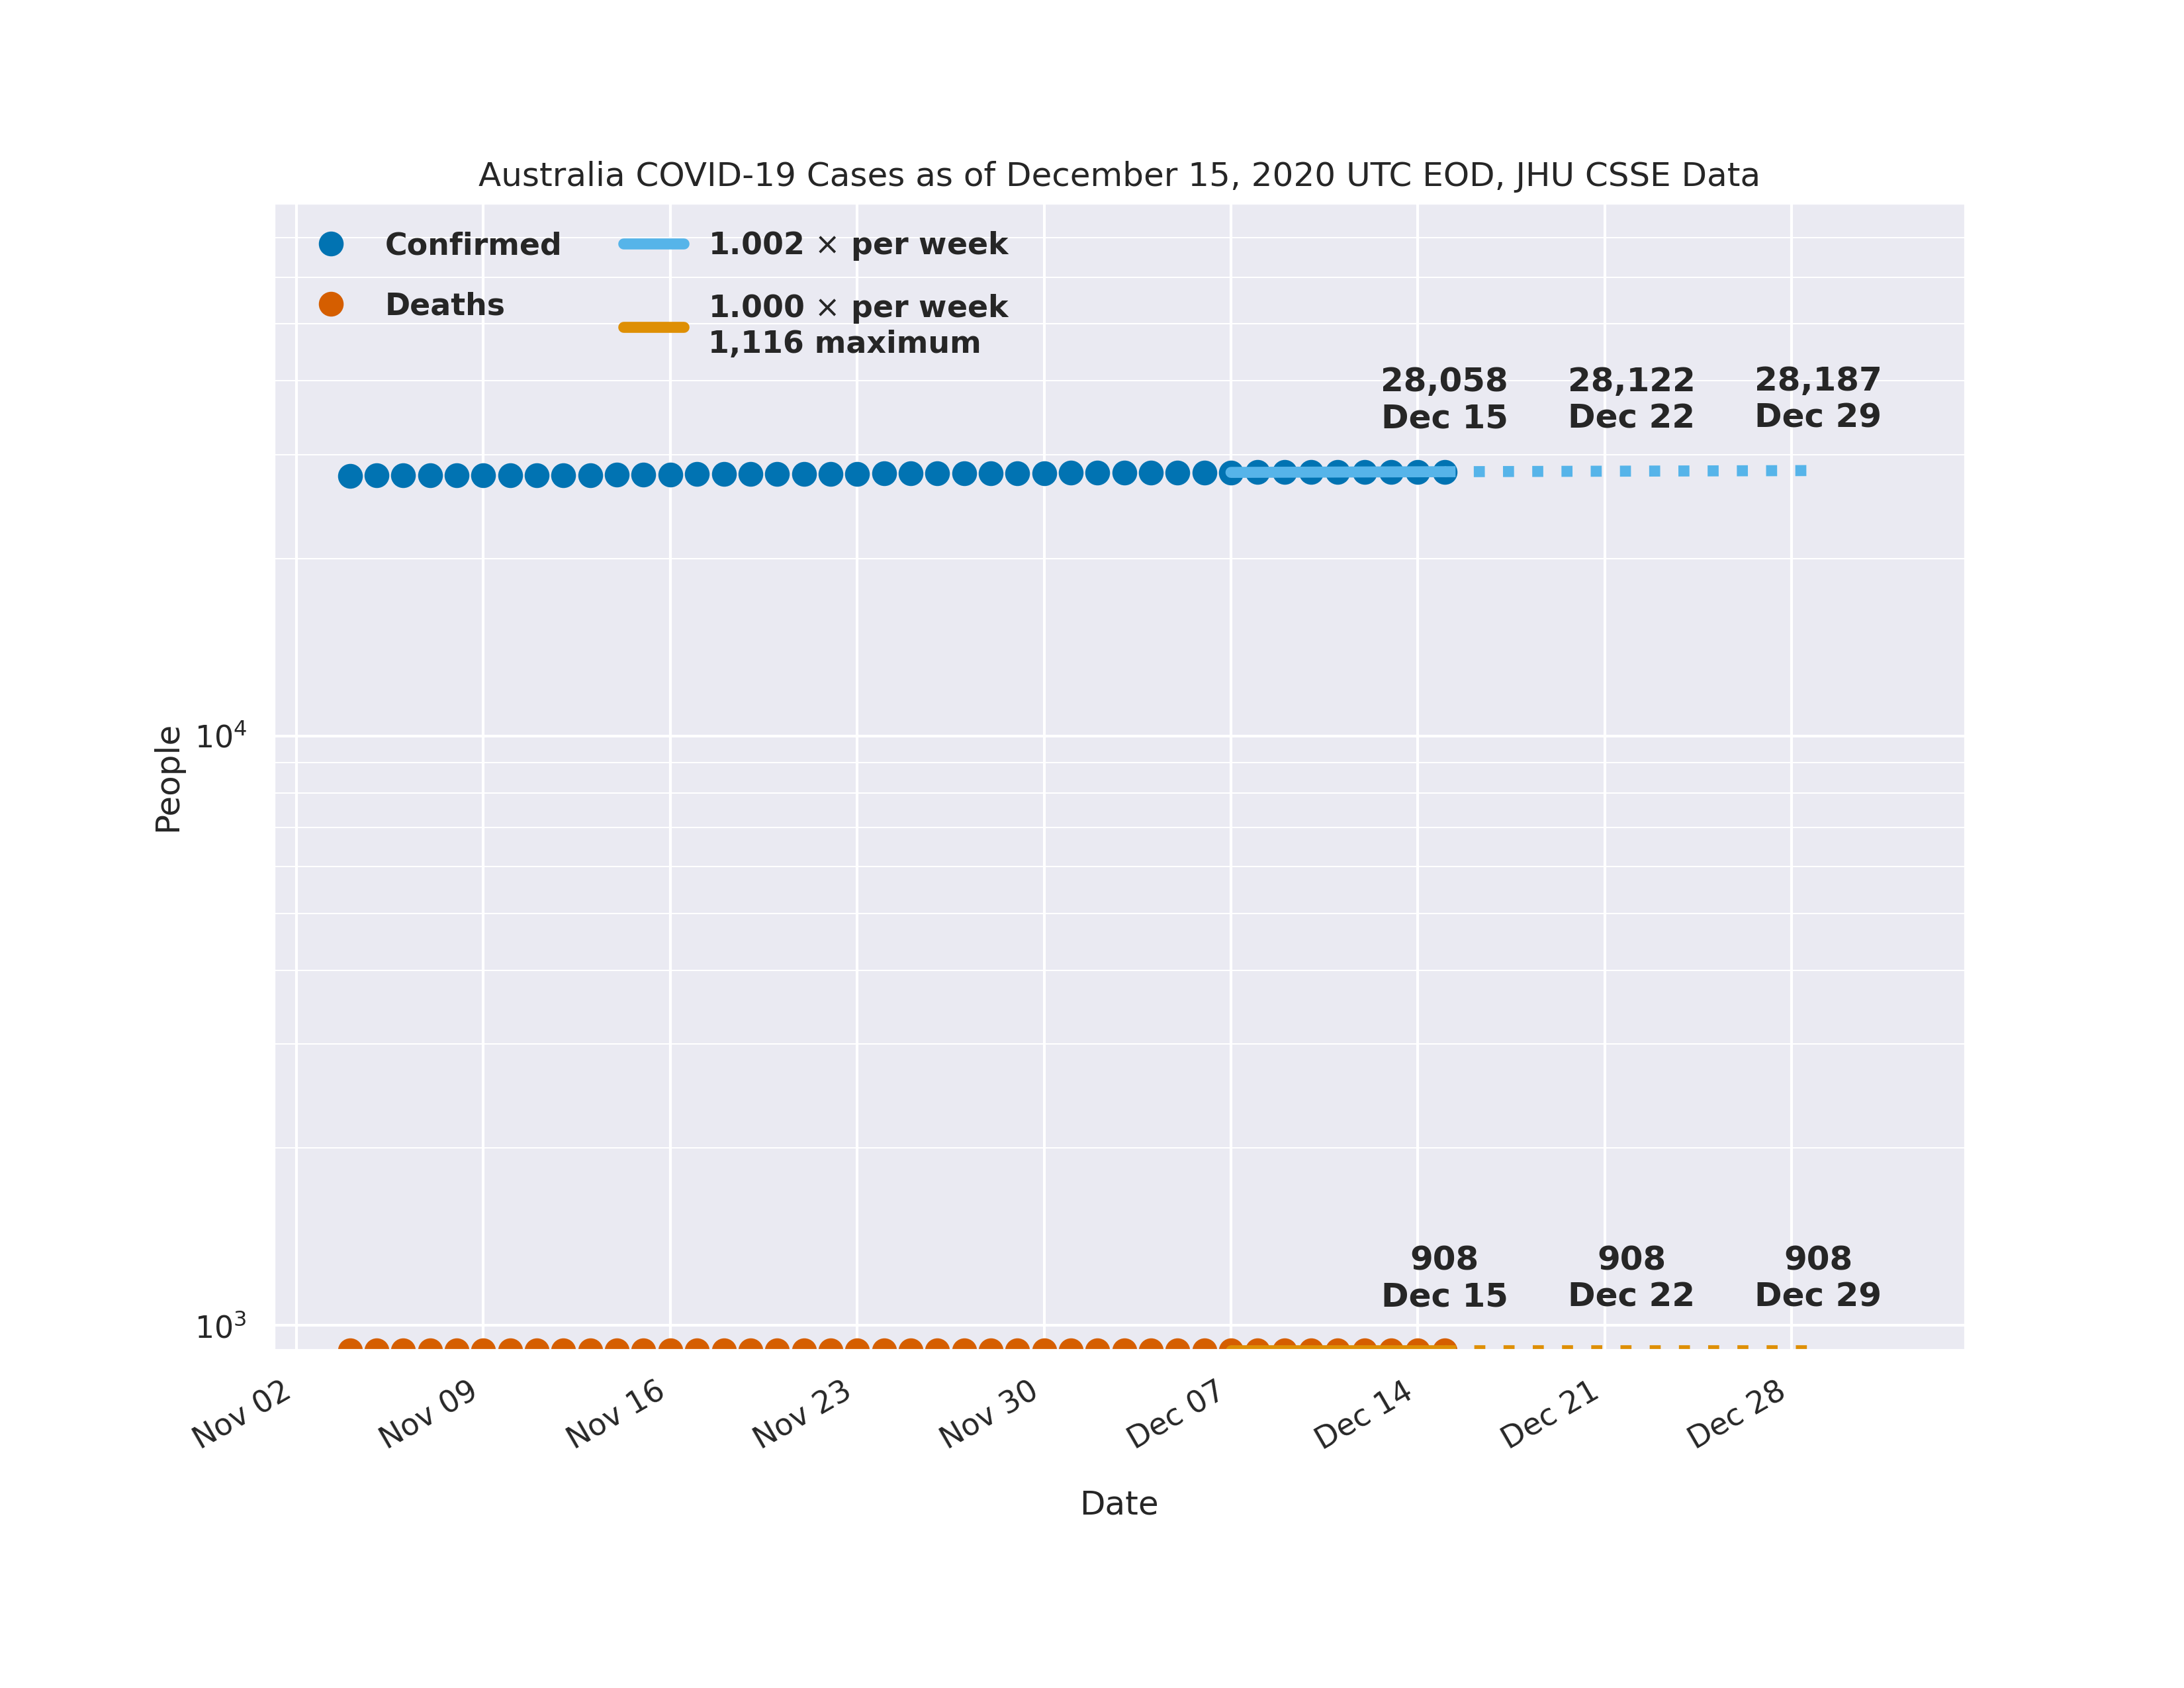 Australia COVID-19 Cases as of December 15, 2020 UTC EOD, JHU CSSE Data
Confirmed
Deaths
1.002 × per week
1.000 × per week
1,116 maximum
28,058
Dec 15
28,122
Dec 22
28,187
Dec 29
908
Dec 15
908
Dec 22
908
Dec 29
People
10⁴
10³
Nov 02
Nov 09
Nov 16
Nov 23
Nov 30
Dec 07
Dec 14
Dec 21
Dec 28
Date